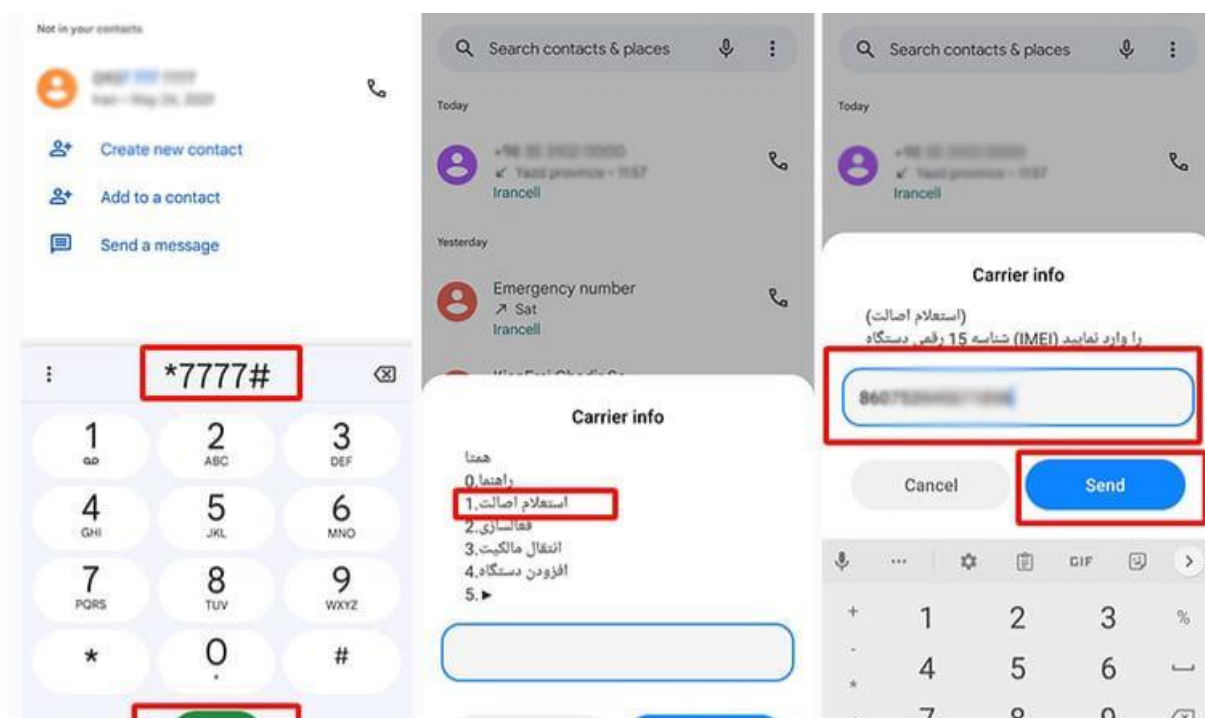 Not in your contacts
Create new contact
Add to a contact
Send a message
*7777#
1
2 ABC
3 DEF
4 GHI
5 JKL
6 MNO
7 PQRS
8 TUV
9 WXYZ
*
0
#
Search contacts & places
Today
Irancell
Yesterday
Emergency number
Sat
Irancell
Carrier info
همتا
0.راهنما
1.استعلام اصالت
2.فعالسازی
3.انتقال مالکیت
4.افزودن دستگاه
5.►
Search contacts & places
Today
Irancell
Carrier info
(استعلام اصالت)
را وارد نمایید (IMEI) شناسه 15 رقمی دستگاه
Cancel
Send
GIF
+
1
2
3
%
-
*
4
5
6
7
8
9